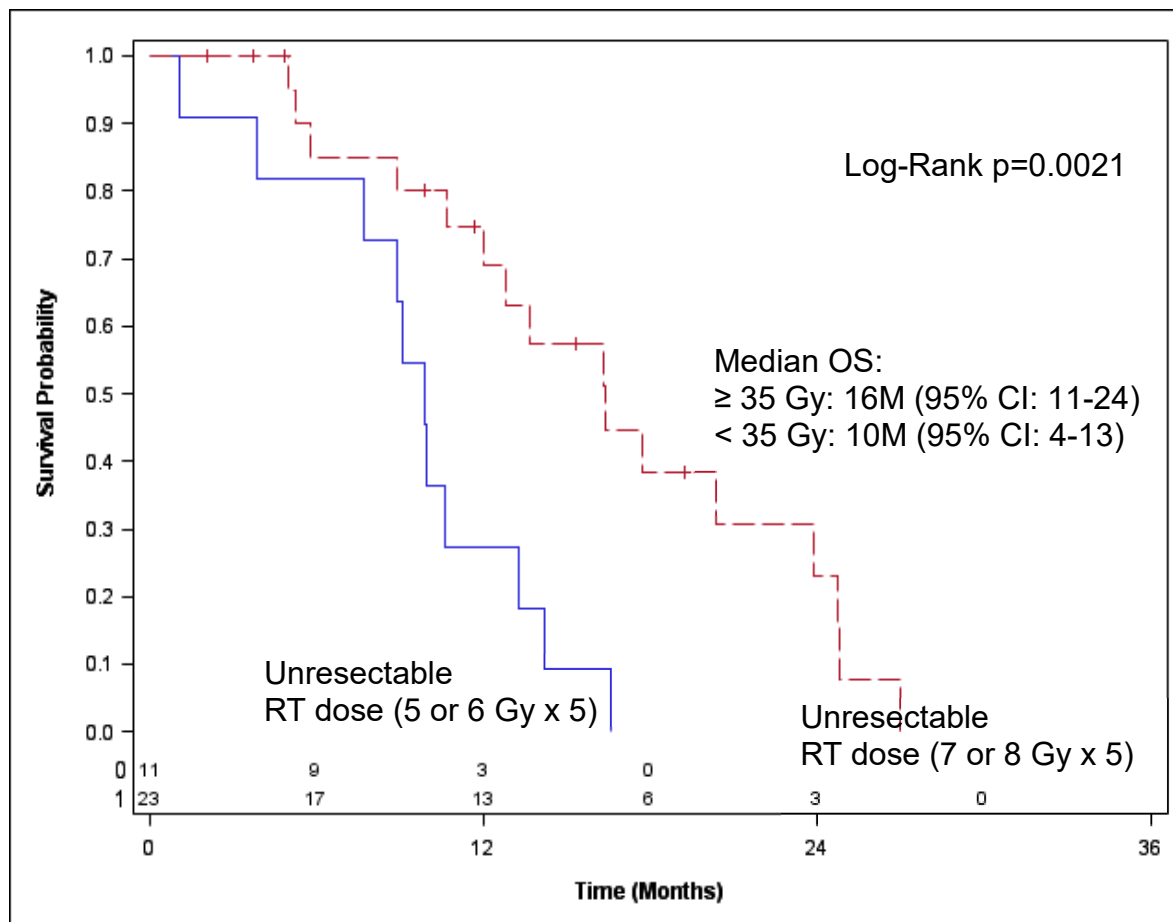 1.0
0.9
0.8
0.7
0.6
0.5
0.4
0.3
0.2
0.1
0.0
Survival Probability
Log-Rank p=0.0021
Median OS:
≥ 35 Gy: 16M (95% CI: 11-24)
< 35 Gy: 10M (95% CI: 4-13)
Unresectable
RT dose (5 or 6 Gy x 5)
Unresectable
RT dose (7 or 8 Gy x 5)
0 11 9 3 0
1 23 17 13 6 3 0
0 12 24 36
Time (Months)